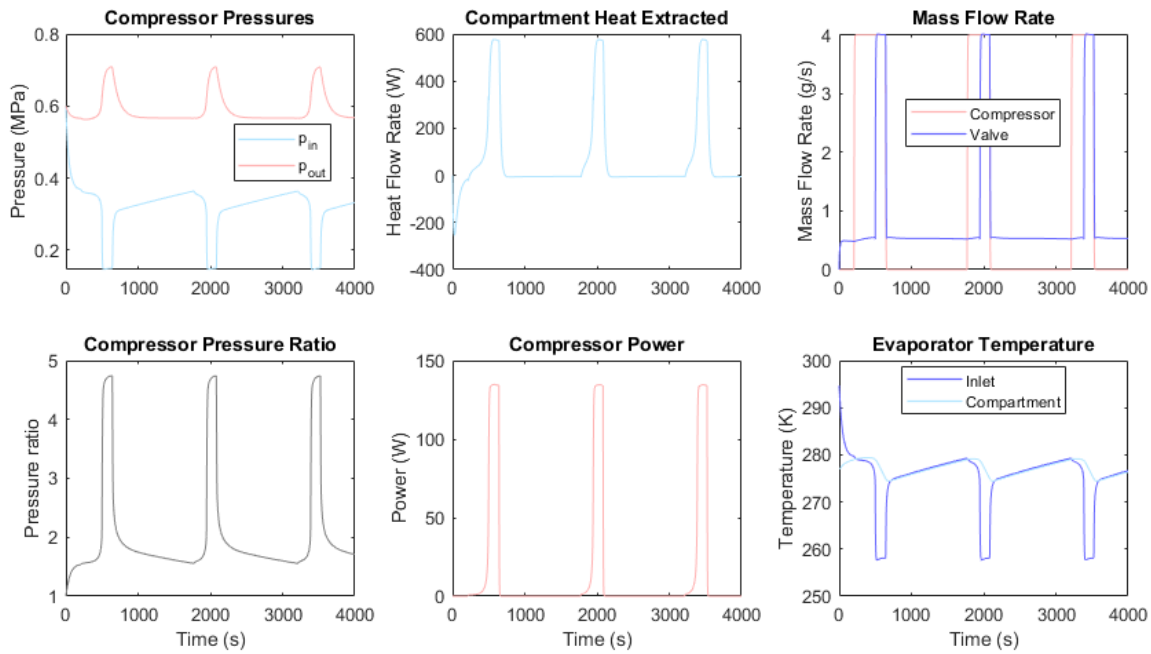 Compressor Pressures
Pressure (MPa)
0.8
0.6
0.4
0.2
p_in
p_out
0 1000 2000 3000 4000
Compartment Heat Extracted
Heat Flow Rate (W)
600
400
200
0
-200
-400
0 1000 2000 3000 4000
Mass Flow Rate
Mass Flow Rate (g/s)
4
3
2
1
0
Compressor
Valve
0 1000 2000 3000 4000
Compressor Pressure Ratio
Pressure ratio
5
4
3
2
1
0 1000 2000 3000 4000
Time (s)
Compressor Power
Power (W)
150
100
50
0
0 1000 2000 3000 4000
Time (s)
Evaporator Temperature
Temperature (K)
300
290
280
270
260
250
Inlet
Compartment
0 1000 2000 3000 4000
Time (s)